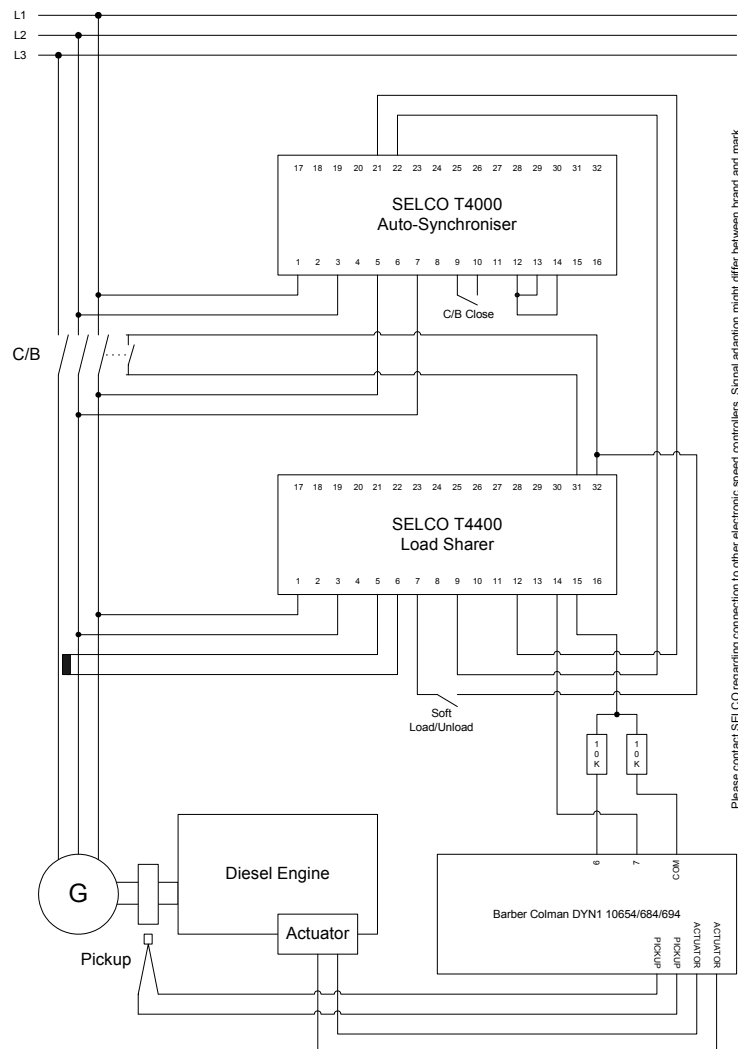 L1
L2
L3
17 18 19 20 21 22 23 24 25 26 27 28 29 30 31 32
SELCO T4000
Auto-Synchroniser
1 2 3 4 5 6 7 8 9 10 11 12 13 14 15 16
C/B Close
C/B
17 18 19 20 21 22 23 24 25 26 27 28 29 30 31 32
SELCO T4400
Load Sharer
1 2 3 4 5 6 7 8 9 10 11 12 13 14 15 16
Soft
Load/Unload
10K
10K
G
Diesel Engine
Actuator
Pickup
6
7
COM
Barber Colman DYN1 10654/684/694
PICKUP
PICKUP
ACTUATOR
ACTUATOR
Please contact SELCO regarding connection to other electronic speed controllers. Signal adaption might differ between brand and mark.